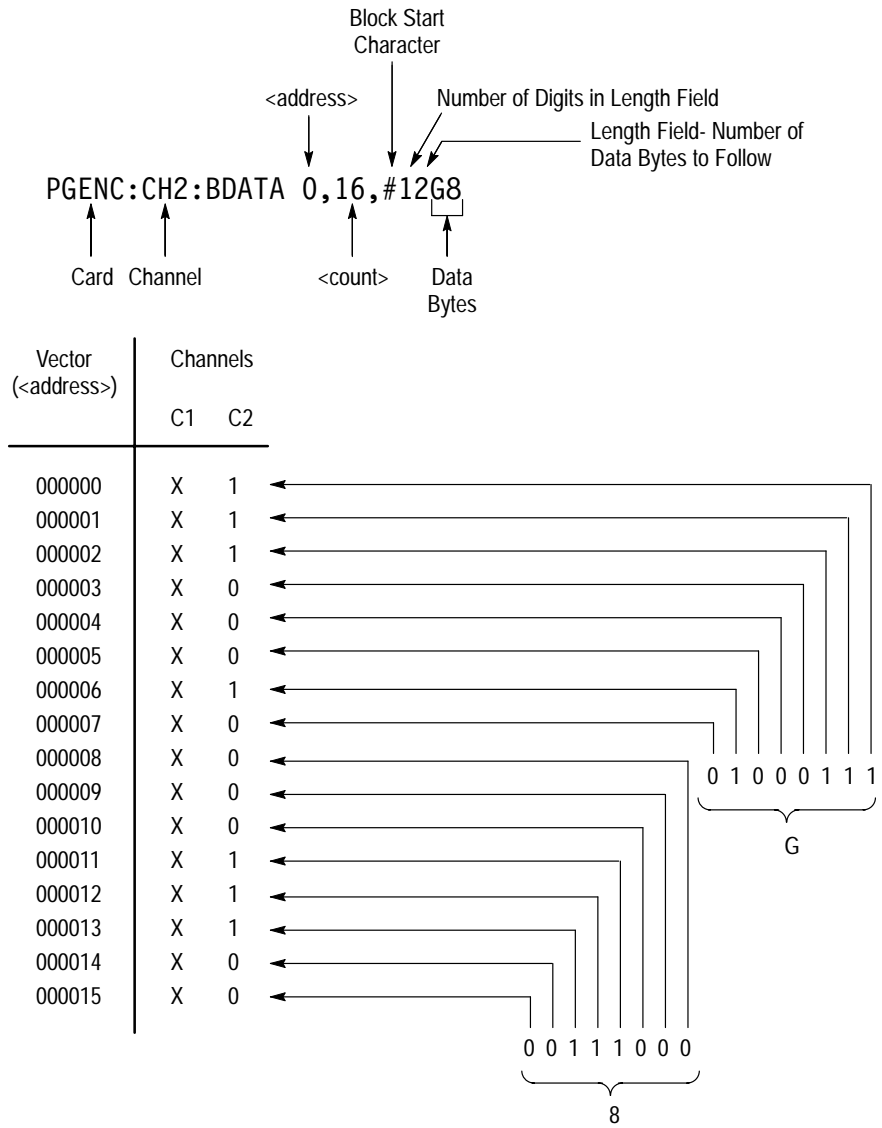 Block Start
Character
<address>
Number of Digits in Length Field
Length Field- Number of
Data Bytes to Follow
PGENC:CH2:BDATA 0,16,#12G8
Card Channel <count> Data
Bytes
Vector Channels
(<address>)
C1 C2
000000 X 1
000001 X 1
000002 X 1
000003 X 0
000004 X 0
000005 X 0
000006 X 1
000007 X 0
000008 X 0
0 1 0 0 0 1 1 1
000009 X 0
000010 X 0
G
000011 X 1
000012 X 1
000013 X 1
000014 X 0
000015 X 0
0 0 1 1 1 0 0 0
8